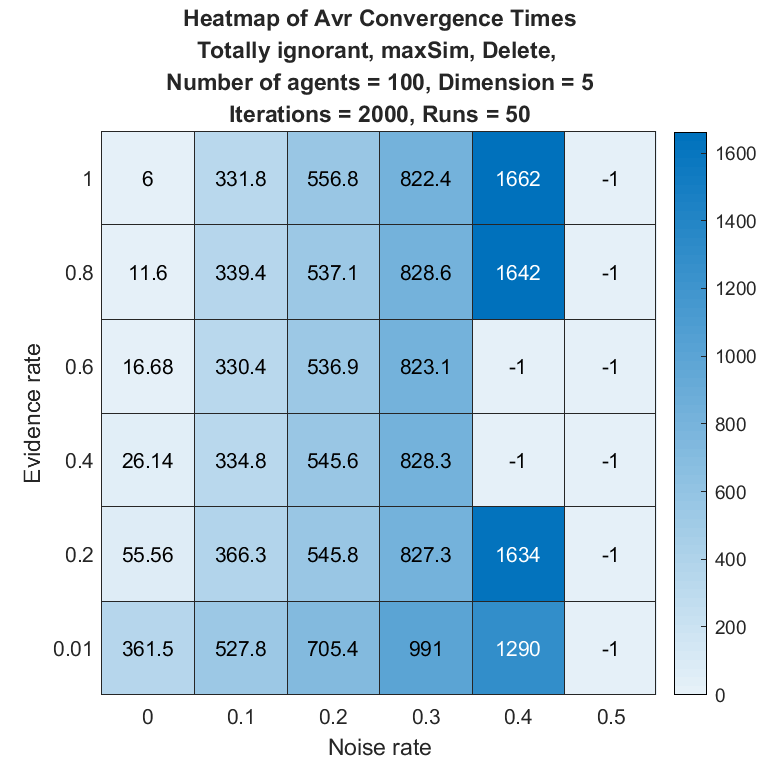 Heatmap of Avr Convergence Times
Totally ignorant, maxSim, Delete,
Number of agents = 100, Dimension = 5
Iterations = 2000, Runs = 50
Evidence rate
1 6 331.8 556.8 822.4 1662 -1
0.8 11.6 339.4 537.1 828.6 1642 -1
0.6 16.68 330.4 536.9 823.1 -1 -1
0.4 26.14 334.8 545.6 828.3 -1 -1
0.2 55.56 366.3 545.8 827.3 1634 -1
0.01 361.5 527.8 705.4 991 1290 -1
0 0.1 0.2 0.3 0.4 0.5
Noise rate
1600
1400
1200
1000
800
600
400
200
0